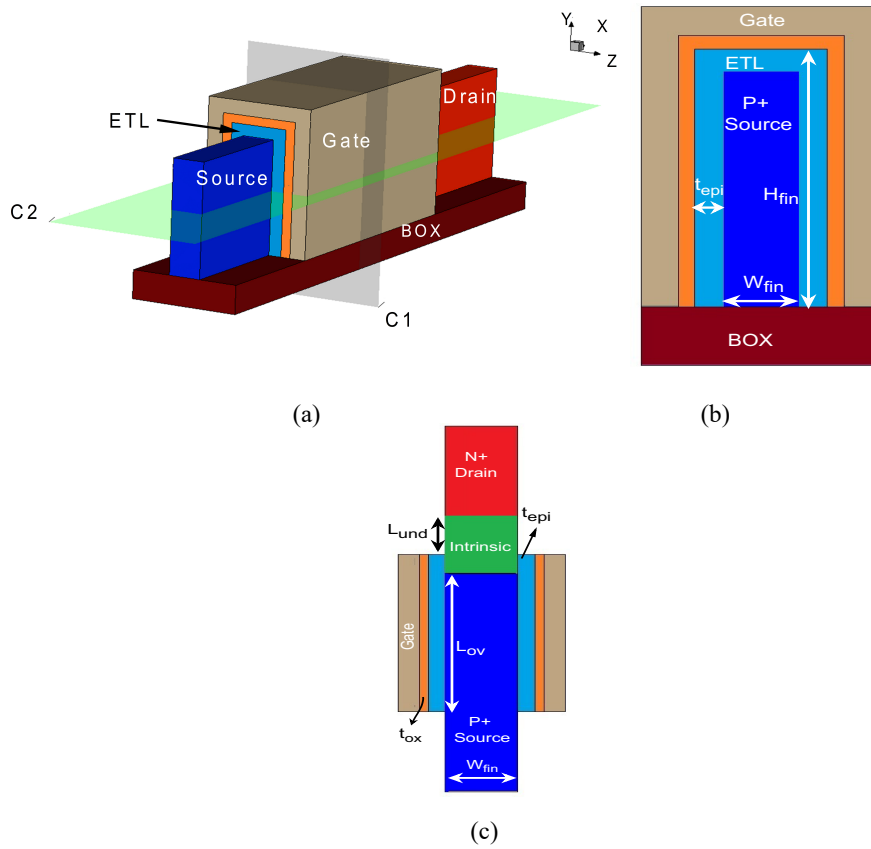 Y
X
Z
ETL
Drain
Gate
Source
C2
BOX
C1
(a)
Gate
ETL
P+
Source
tepi
Hfin
Wfin
BOX
(b)
N+
Drain
tepi
Lund
Intrinsic
Gate
Lov
tox
P+
Source
Wfin
(c)